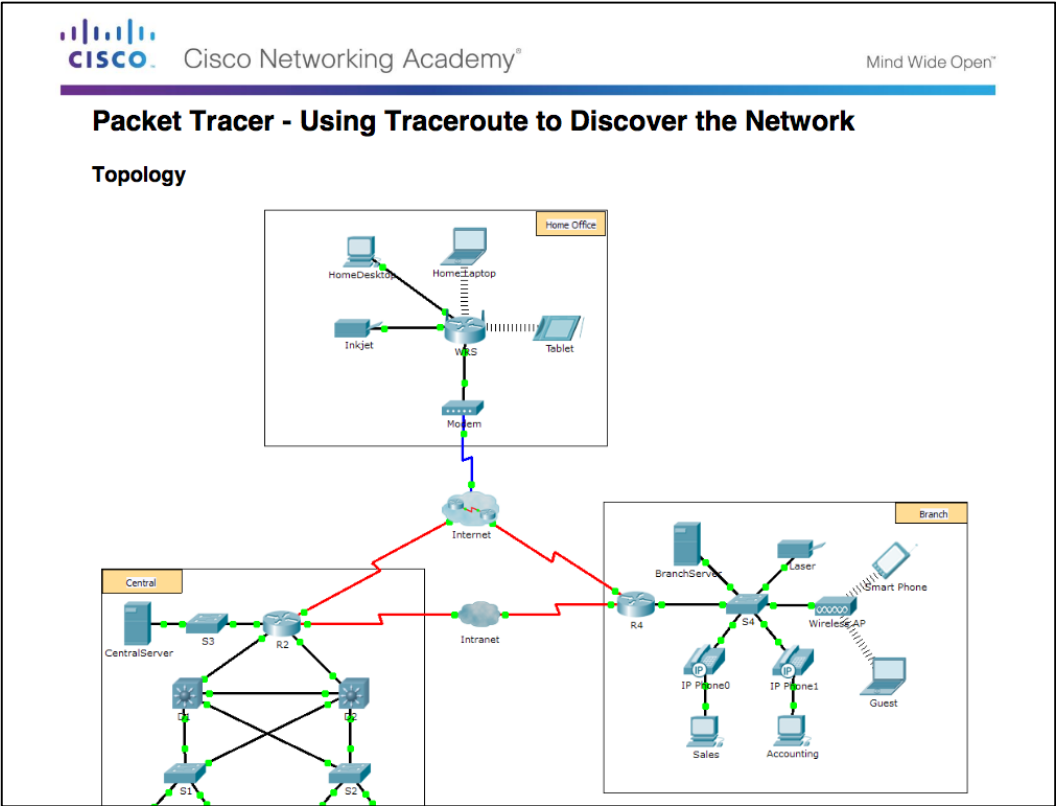 CISCO. Cisco Networking Academy® Mind Wide Open™
Packet Tracer - Using Traceroute to Discover the Network
Topology
Home Office
HomeDesktop
Home Laptop
Inkjet
WRS
Tablet
Modem
Internet
Branch
BranchServer
Laser
Smart Phone
R4
S4
Wireless AP
IP Phone0
IP Phone1
Guest
Sales
Accounting
Intranet
Central
CentralServer
S3
R2
D1
D2
S1
S2